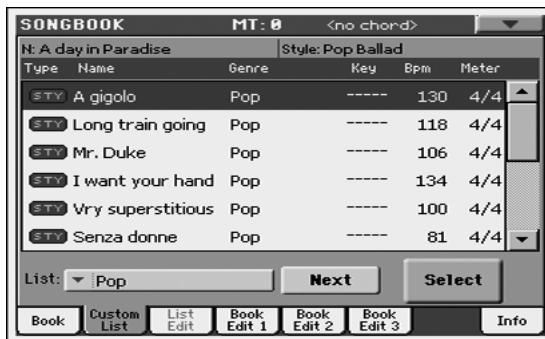 SONGBOOK MT: 0 <no chord>
N: A day in Paradise Style: Pop Ballad
Type Name Genre Key Bpm Meter
STY A gigolo Pop ----- 130 4/4
STY Long train going Pop ----- 118 4/4
STY Mr. Duke Pop ----- 106 4/4
STY I want your hand Pop ----- 134 4/4
STY Vry superstitious Pop ----- 100 4/4
STY Senza donne Pop ----- 81 4/4
List: Pop Next Select
Book Custom List List Edit Book Edit 1 Book Edit 2 Book Edit 3 Info